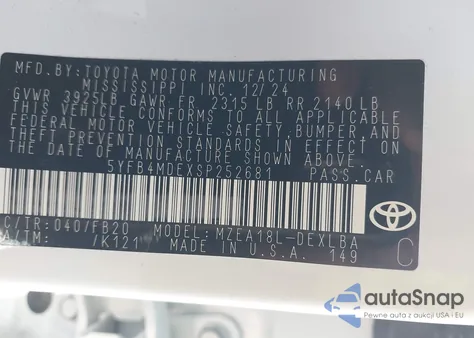 MFD.BY:TOYOTA MOTOR MANUFACTURING
MISSISSIPPI INC. 12/24
GVWR 3925LB GAWR FR 2315 LB RR 2140 LB
THIS VEHICLE CONFORMS TO ALL APPLICABLE
FEDERAL MOTOR VEHICLE SAFETY, BUMPER, AND
THEFT PREVENTION STANDARDS IN EFFECT ON
THE DATE OF MANUFACTURE SHOWN ABOVE.
5YFB4MDEXSP252681 PASS.CAR
C/TR:040/FB20 MODEL:MZEA18L-DEXLBA
A/TM: /K121 MADE IN U.S.A. 149
C
autoSnap
Pewne auto z USA i EU